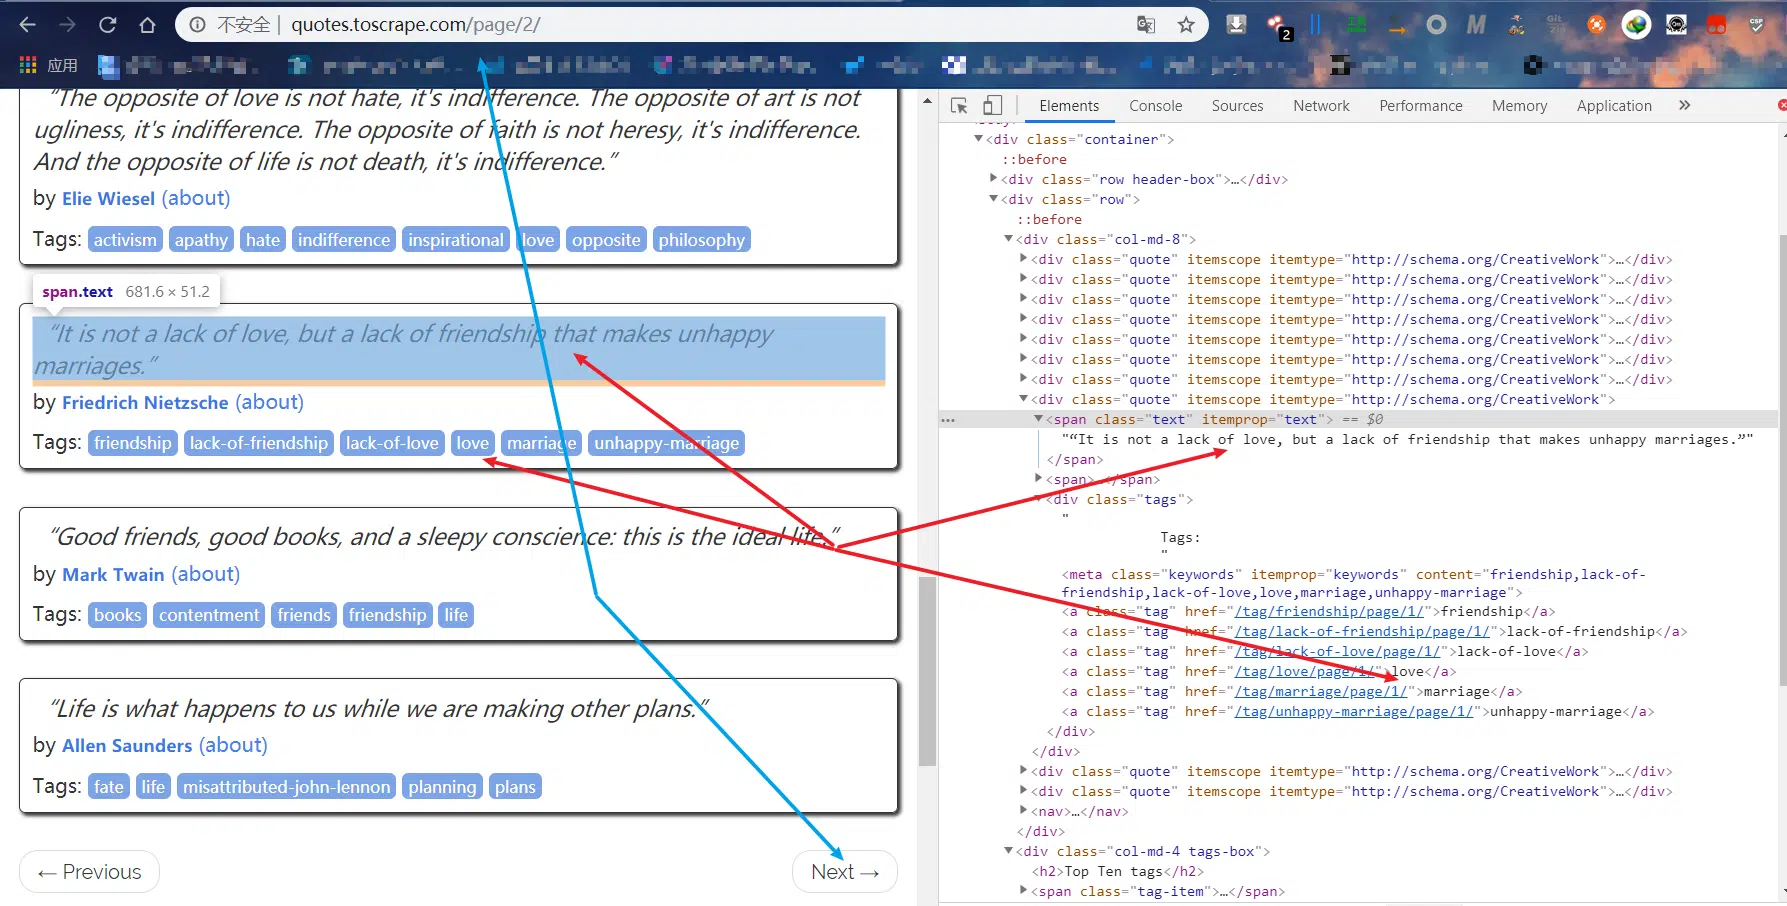 不安全 | quotes.toscrape.com/page/2/
2
应用
“The opposite of love is not hate, it's indifference. The opposite of art is not
ugliness, it's indifference. The opposite of faith is not heresy, it's indifference.
And the opposite of life is not death, it's indifference.”
by Elie Wiesel (about)
Tags: activism apathy hate indifference inspirational love opposite philosophy
span.text 681.6 × 51.2
“It is not a lack of love, but a lack of friendship that makes unhappy
marriages.”
by Friedrich Nietzsche (about)
Tags: friendship lack-of-friendship lack-of-love love marriage unhappy-marriage
“Good friends, good books, and a sleepy conscience: this is the ideal life.”
by Mark Twain (about)
Tags: books contentment friends friendship life
“Life is what happens to us while we are making other plans.”
by Allen Saunders (about)
Tags: fate life misattributed-john-lennon planning plans
← Previous
Next →
Elements Console Sources Network Performance Memory Application »
<div class="container">
::before
<div class="row header-box">…</div>
<div class="row">
::before
<div class="col-md-8">
<div class="quote" itemscope itemtype="http://schema.org/CreativeWork">…</div>
<div class="quote" itemscope itemtype="http://schema.org/CreativeWork">…</div>
<div class="quote" itemscope itemtype="http://schema.org/CreativeWork">…</div>
<div class="quote" itemscope itemtype="http://schema.org/CreativeWork">…</div>
<div class="quote" itemscope itemtype="http://schema.org/CreativeWork">…</div>
<div class="quote" itemscope itemtype="http://schema.org/CreativeWork">…</div>
<div class="quote" itemscope itemtype="http://schema.org/CreativeWork">…</div>
<div class="quote" itemscope itemtype="http://schema.org/CreativeWork">
<span class="text" itemprop="text"> == $0
"“It is not a lack of love, but a lack of friendship that makes unhappy marriages.”"
</span>
<span>…</span>
<div class="tags">
"
Tags:
"
<meta class="keywords" itemprop="keywords" content="friendship,lack-of-
friendship,lack-of-love,love,marriage,unhappy-marriage">
<a class="tag" href="/tag/friendship/page/1/">friendship</a>
<a class="tag" href="/tag/lack-of-friendship/page/1/">lack-of-friendship</a>
<a class="tag" href="/tag/lack-of-love/page/1/">lack-of-love</a>
<a class="tag" href="/tag/love/page/1/">love</a>
<a class="tag" href="/tag/marriage/page/1/">marriage</a>
<a class="tag" href="/tag/unhappy-marriage/page/1/">unhappy-marriage</a>
</div>
</div>
<div class="quote" itemscope itemtype="http://schema.org/CreativeWork">…</div>
<div class="quote" itemscope itemtype="http://schema.org/CreativeWork">…</div>
<nav>…</nav>
</div>
<div class="col-md-4 tags-box">
<h2>Top Ten tags</h2>
<span class="tag-item">…</span>